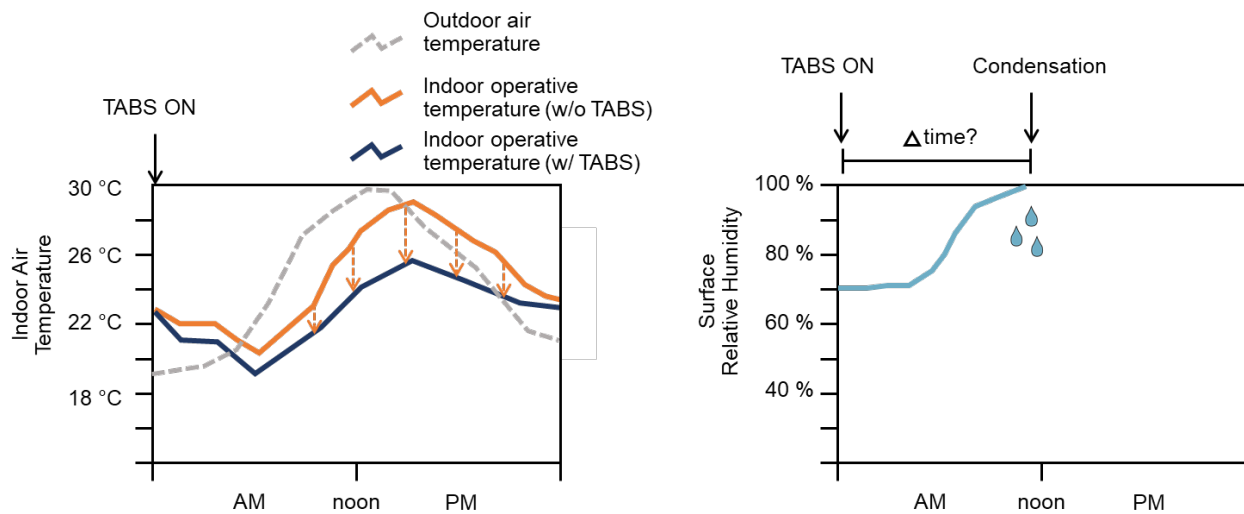 Outdoor air
temperature
Indoor operative
temperature (w/o TABS)
Indoor operative
temperature (w/ TABS)
TABS ON
30 °C
26 °C
22 °C
18 °C
Indoor Air
Temperature
AM
noon
PM
TABS ON
Condensation
Δ time?
100 %
80 %
60 %
40 %
Surface
Relative Humidity
AM
noon
PM